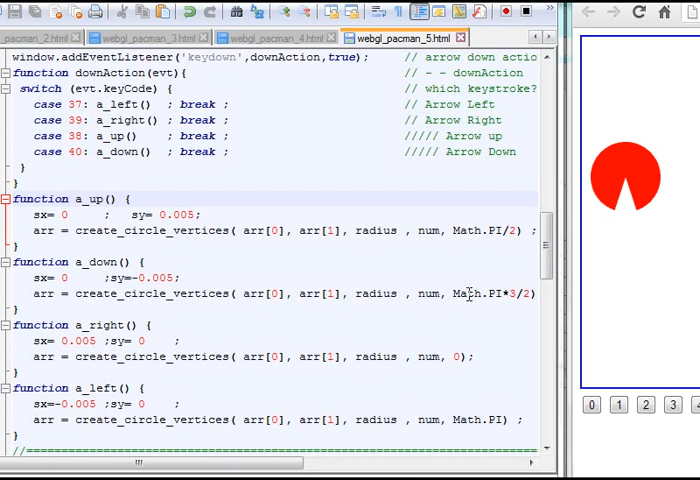 _pacman_2.html webgl_pacman_3.html webgl_pacman_4.html webgl_pacman_5.html
window.addEventListener('keydown',downAction,true); // arrow down actio
function downAction(evt){ // - - downAction
switch (evt.keyCode) { // which keystroke?
case 37: a_left() ; break ; // Arrow Left
case 39: a_right() ; break ; // Arrow Right
case 38: a_up() ; break ; ///// Arrow up
case 40: a_down() ; break ; ///// Arrow Down
}
}
function a_up() {
sx= 0 ; sy= 0.005;
arr = create_circle_vertices( arr[0], arr[1], radius , num, Math.PI/2) ;
}
function a_down() {
sx= 0 ;sy=-0.005;
arr = create_circle_vertices( arr[0], arr[1], radius , num, Math.PI*3/2)
}
function a_right() {
sx= 0.005 ;sy= 0 ;
arr = create_circle_vertices( arr[0], arr[1], radius , num, 0);
}
function a_left() {
sx=-0.005 ;sy= 0 ;
arr = create_circle_vertices( arr[0], arr[1], radius , num, Math.PI) ;
}
//=================================================================
0 1 2 3 4